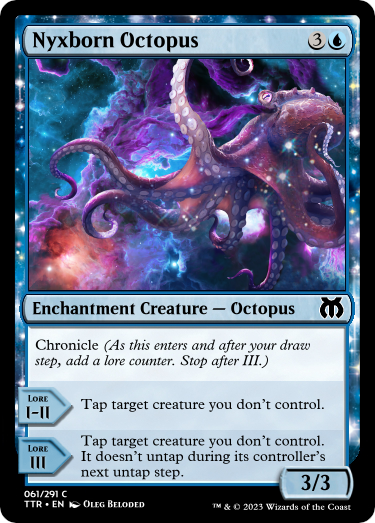 Nyxborn Octopus 3
Enchantment Creature — Octopus
Chronicle (As this enters and after your draw
step, add a lore counter. Stop after III.)
LORE
I-II
Tap target creature you don't control.
LORE
III
Tap target creature you don't control.
It doesn't untap during its controller's
next untap step.
3/3
061/291 C
TTR • EN Oleg Beloded
™ & © 2023 Wizards of the Coast